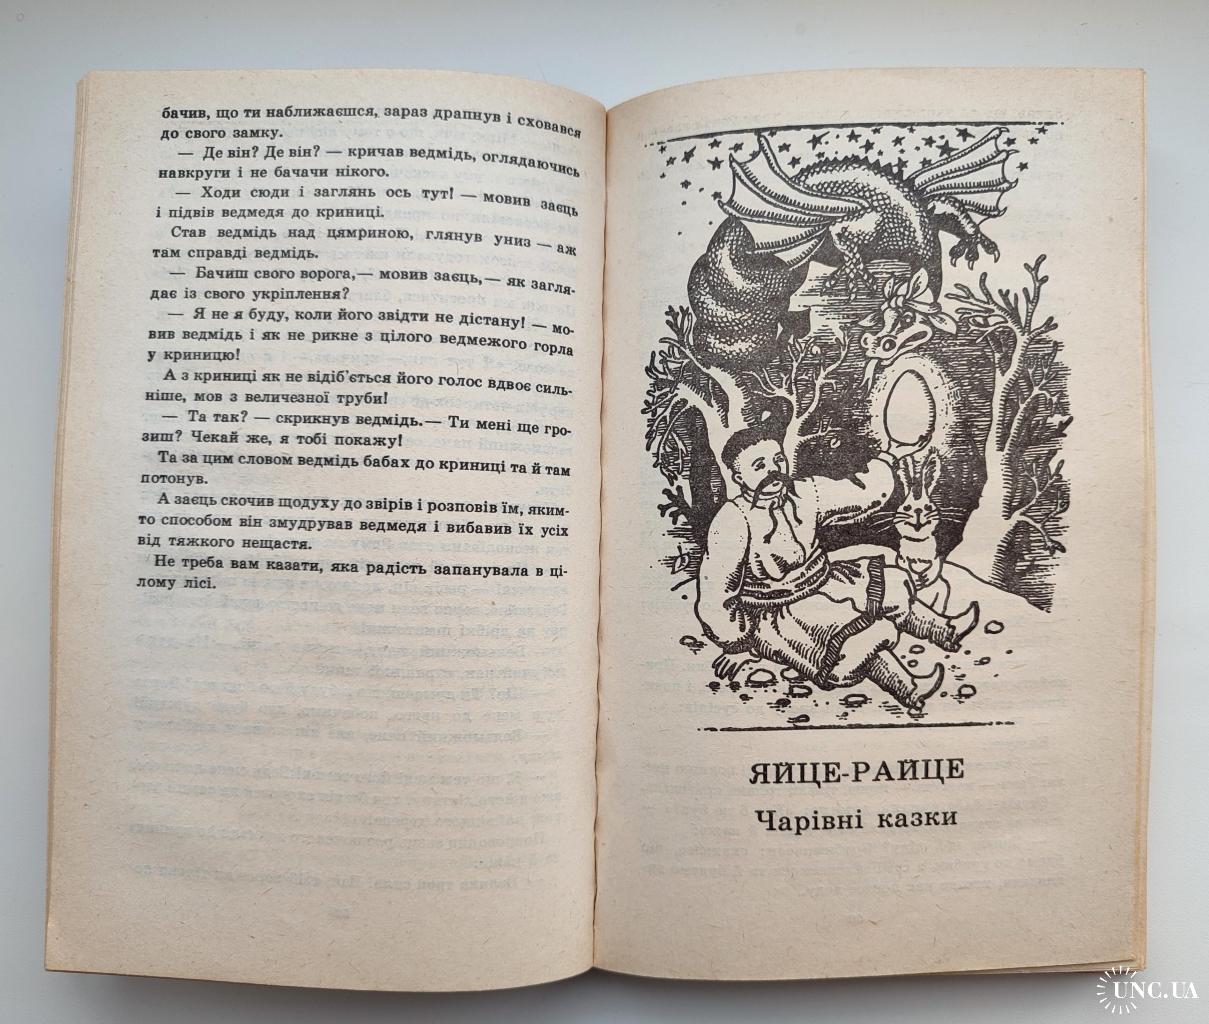 бачив, що ти наближаєшся, зараз драпнув і сховався
до свого замку.
— Де він? Де він? — кричав ведмідь, оглядаючись
навкруги і не бачачи нікого.
— Ходи сюди і заглянь ось тут! — мовив заєць
і підвів ведмедя до криниці.
Став ведмідь над цямриною, глянув униз — аж
там справді ведмідь.
— Бачиш свого ворога,— мовив заєць,— як загля-
дає із свого укріплення?
— Я не я буду, коли його звідти не дістану! — мо-
вив ведмідь і як не рикне з цілого ведмежого горла
у криницю!
А з криниці як не відіб'ється його голос вдвоє силь-
ніше, мов з величезної труби!
— Та так? — скрикнув ведмідь.— Ти мені ще гро-
зиш? Чекай же, я тобі покажу!
Та за цим словом ведмідь бабах до криниці та й там
потонув.
А заєць скочив щодуху до звірів і розповів їм, яким-
то способом він змудрував ведмедя і вибавив їх усіх
від тяжкого нещастя.
Не треба вам казати, яка радість запанувала в ці-
лому лісі.
ЯЙЦЕ-РАЙЦЕ
Чарівні казки
UNC.UA